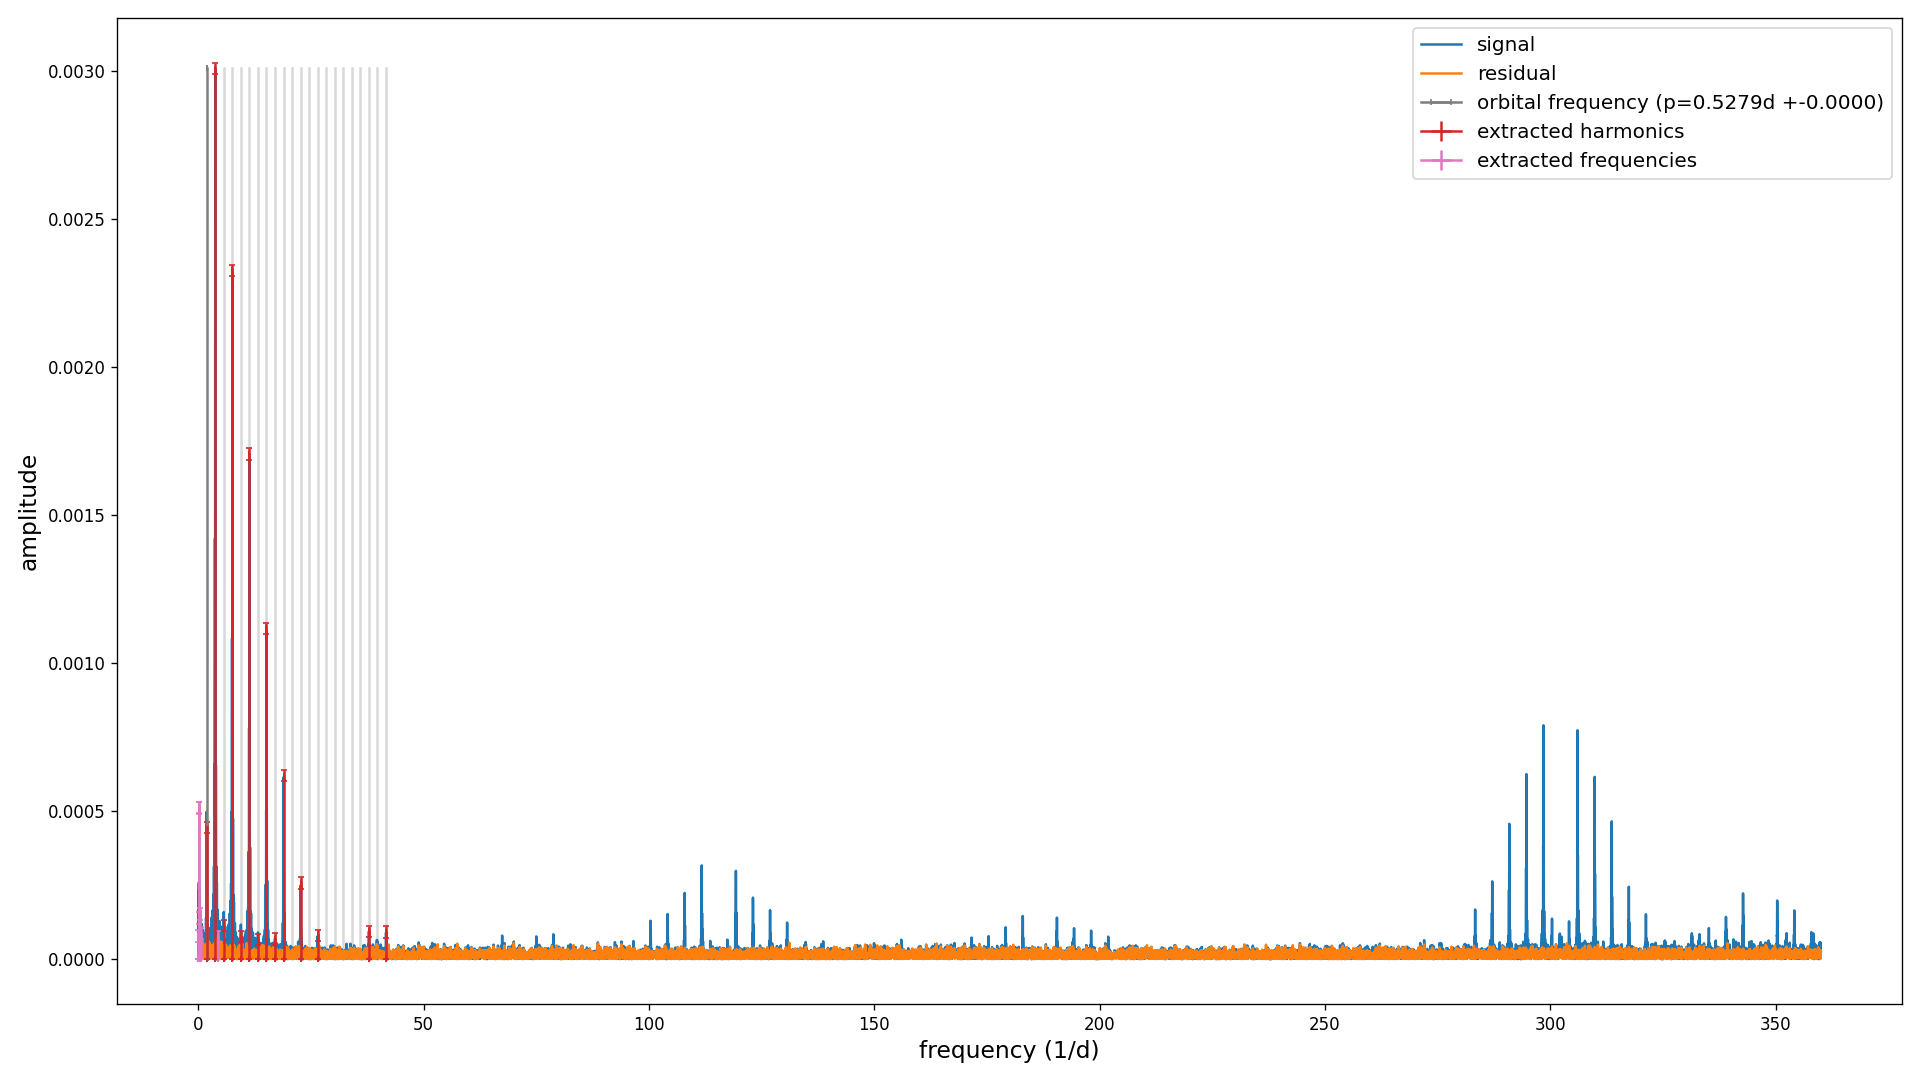 signal
residual
orbital frequency (p=0.5279d +-0.0000)
extracted harmonics
extracted frequencies
0.0030
0.0025
0.0020
0.0015
0.0010
0.0005
0.0000
amplitude
0 50 100 150 200 250 300 350
frequency (1/d)